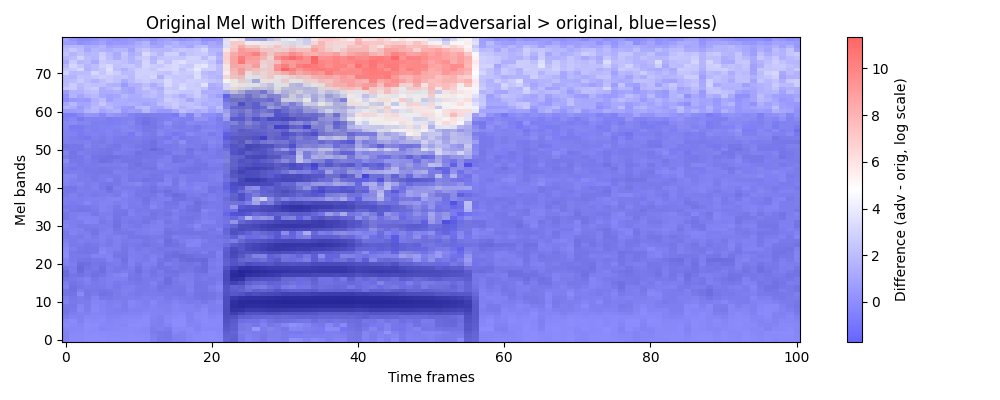 Original Mel with Differences (red=adversarial > original, blue=less)
Mel bands
70
60
50
40
30
20
10
0
0 20 40 60 80 100
Time frames
10
8
6
4
2
0
Difference (adv - orig, log scale)